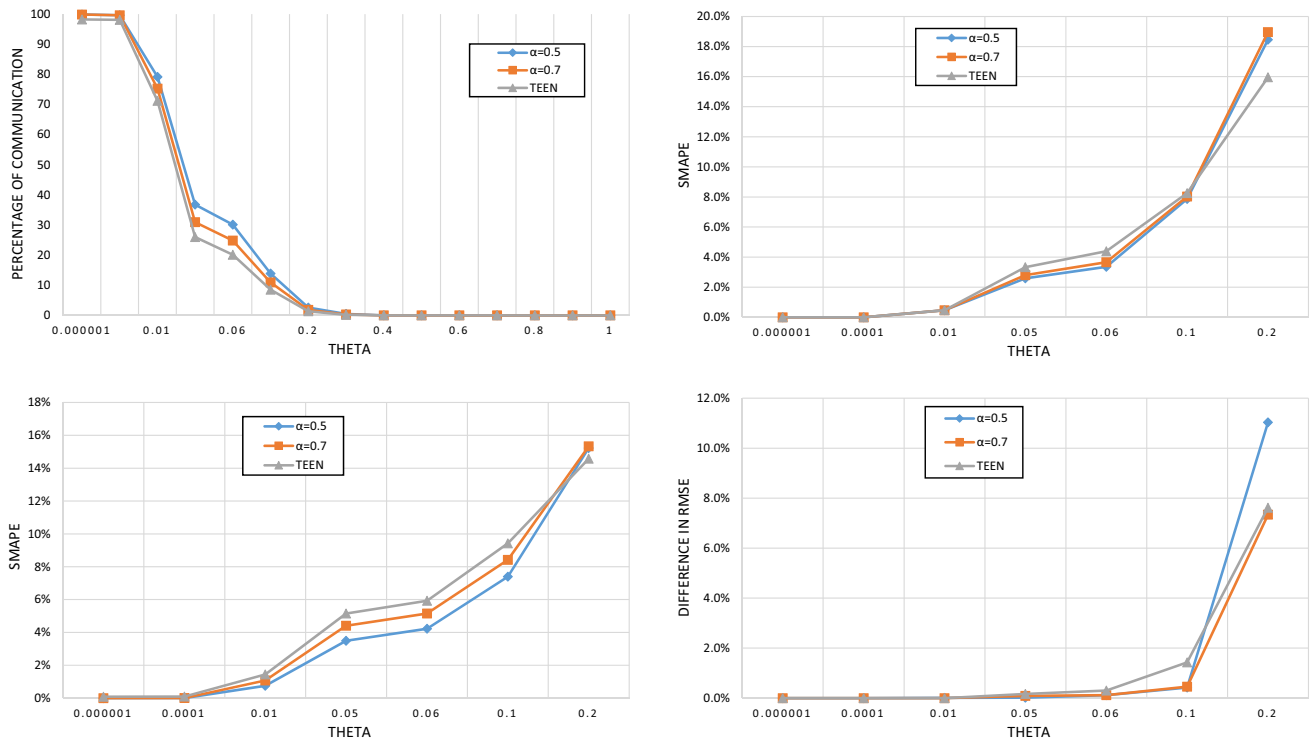 PERCENTAGE OF COMMUNICATION
100
90
80
70
60
50
40
30
20
10
0
0.000001 0.01 0.06 0.2 0.4 0.6 0.8 1
THETA
α=0.5
α=0.7
TEEN
SMAPE
20.0%
18.0%
16.0%
14.0%
12.0%
10.0%
8.0%
6.0%
4.0%
2.0%
0.0%
0.000001 0.0001 0.01 0.05 0.06 0.1 0.2
THETA
α=0.5
α=0.7
TEEN
SMAPE
18%
16%
14%
12%
10%
8%
6%
4%
2%
0%
0.000001 0.0001 0.01 0.05 0.06 0.1 0.2
THETA
α=0.5
α=0.7
TEEN
DIFFERENCE IN RMSE
12.0%
10.0%
8.0%
6.0%
4.0%
2.0%
0.0%
0.000001 0.0001 0.01 0.05 0.06 0.1 0.2
THETA
α=0.5
α=0.7
TEEN